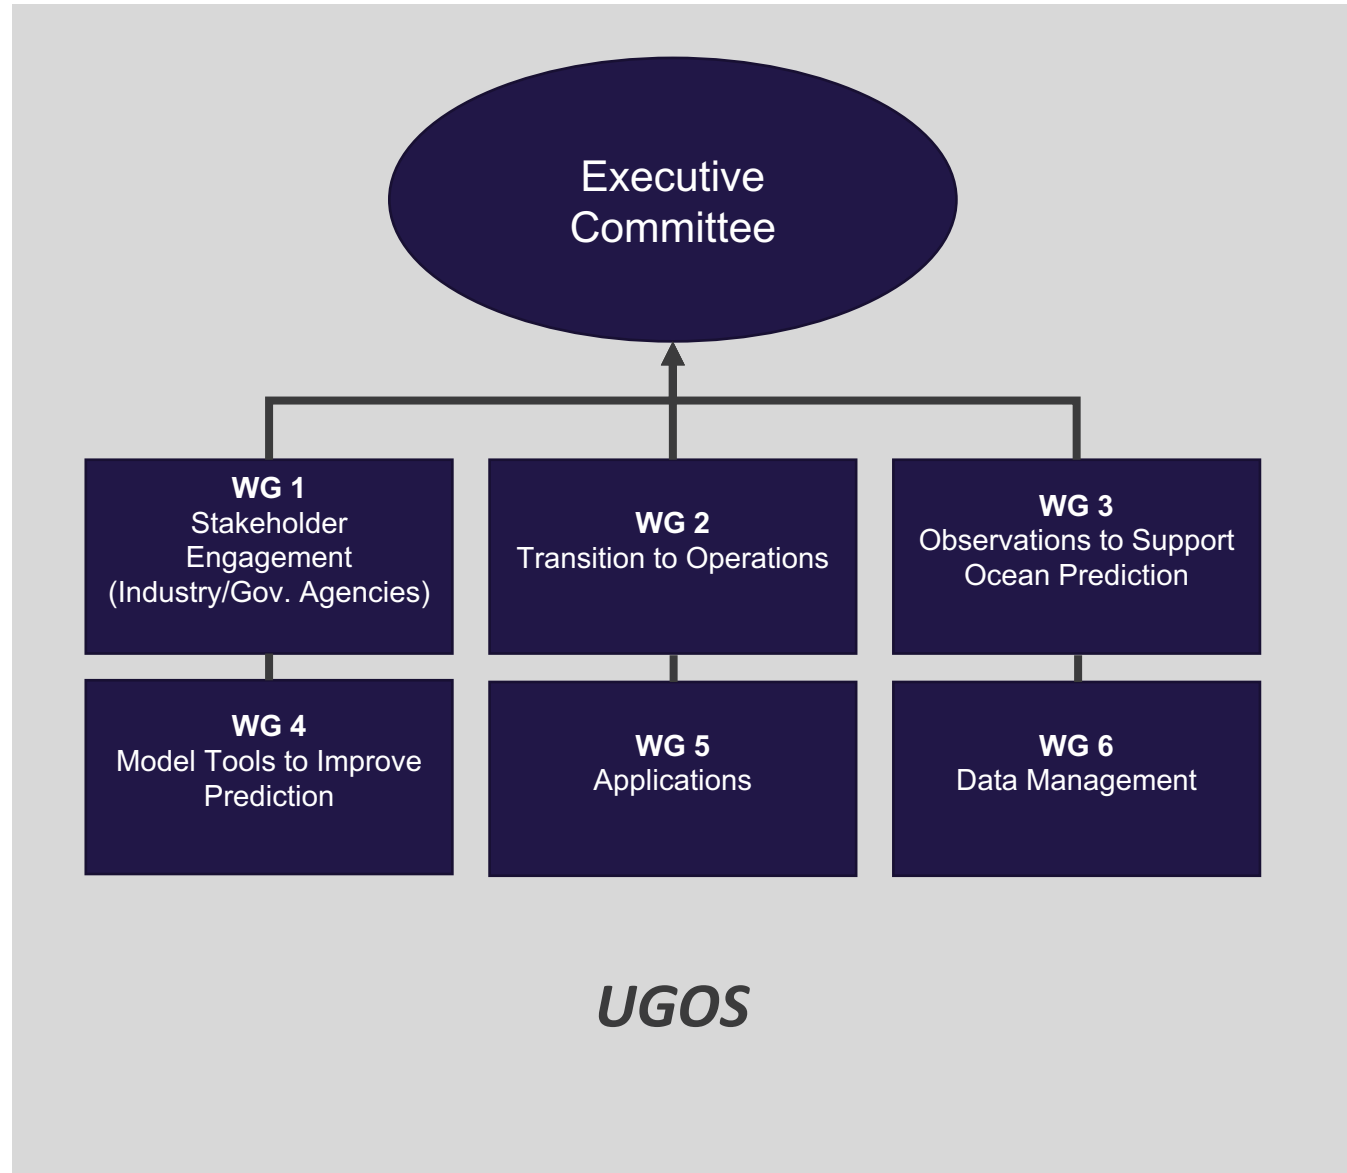 Executive
Committee
WG 1
Stakeholder
Engagement
(Industry/Gov. Agencies)
WG 2
Transition to Operations
WG 3
Observations to Support
Ocean Prediction
WG 4
Model Tools to Improve
Prediction
WG 5
Applications
WG 6
Data Management
UGOS